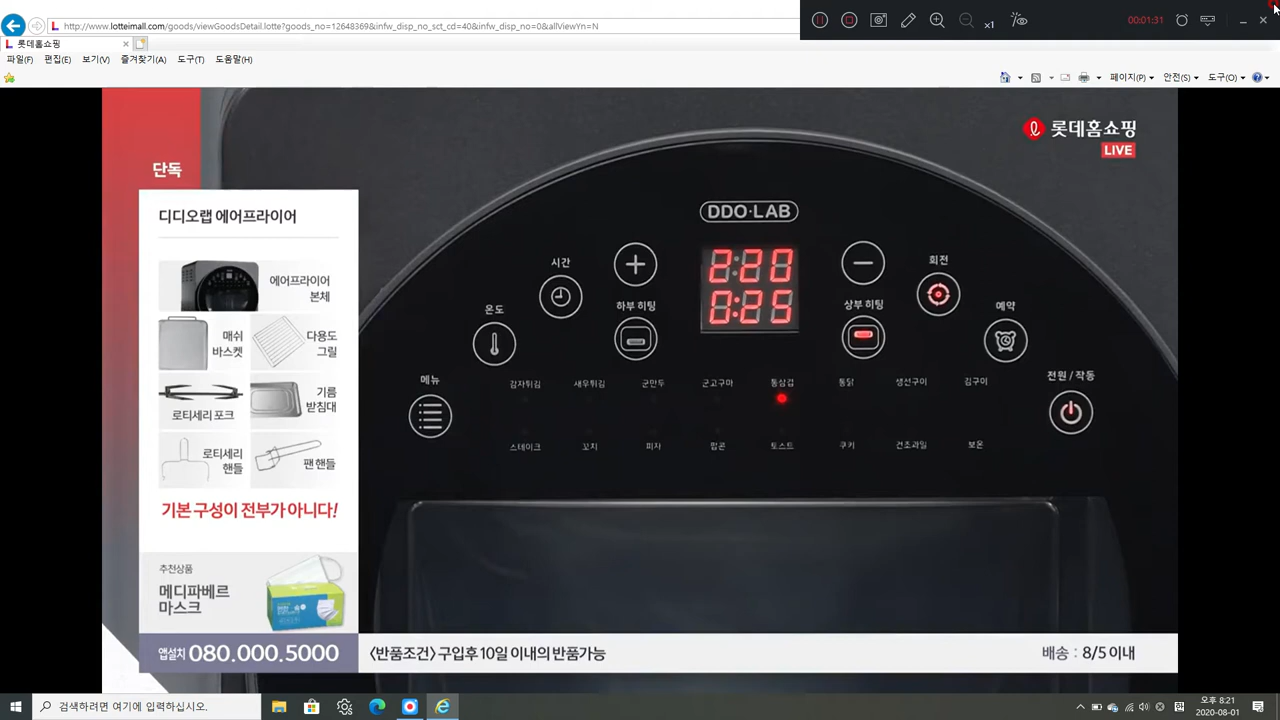 http://www.lotteimall.com/goods/viewGoodsDetail.lotte?goods_no=12648369&infw_disp_no_sct_cd=40&infw_disp_no=0&allViewYn=N
x1
00:01:31
롯데홈쇼핑
파일(F) 편집(E) 보기(V) 즐겨찾기(A) 도구(T) 도움말(H)
페이지(P) 안전(S) 도구(O)
롯데홈쇼핑
LIVE
단독
디디오랩 에어프라이어
에어프라이어
본체
매쉬
바스켓
다용도
그릴
로티세리 포크
기름
받침대
로티세리
핸들
팬 핸들
기본 구성이 전부가 아니다!
추천상품
메디파베르
마스크
앱설치 080.000.5000
DDO·LAB
2:20
0:25
시간
온도
메뉴
하부 히팅
상부 히팅
회전
예약
전원 / 작동
감자튀김 새우튀김 군만두 군고구마 통삼겹 통닭 생선구이 김구이
스테이크 꼬치 피자 팝콘 토스트 쿠키 건조과일 보온
〈반품조건〉 구입후 10일 이내의 반품가능
배송 : 8/5 이내
검색하려면 여기에 입력하십시오.
오후 8:21
2020-08-01